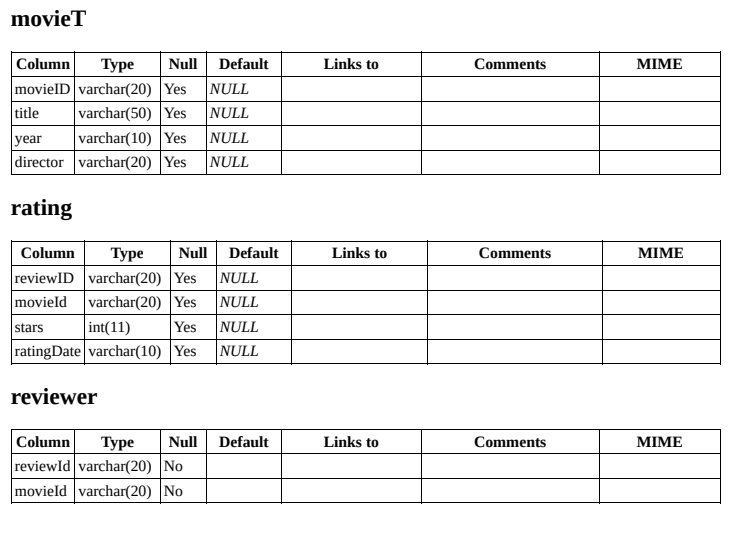 movieT
Column Type Null Default Links to Comments MIME
movieID varchar(20) Yes NULL
title varchar(50) Yes NULL
year varchar(10) Yes NULL
director varchar(20) Yes NULL
rating
Column Type Null Default Links to Comments MIME
reviewID varchar(20) Yes NULL
movieId varchar(20) Yes NULL
stars int(11) Yes NULL
ratingDate varchar(10) Yes NULL
reviewer
Column Type Null Default Links to Comments MIME
reviewId varchar(20) No
movieId varchar(20) No